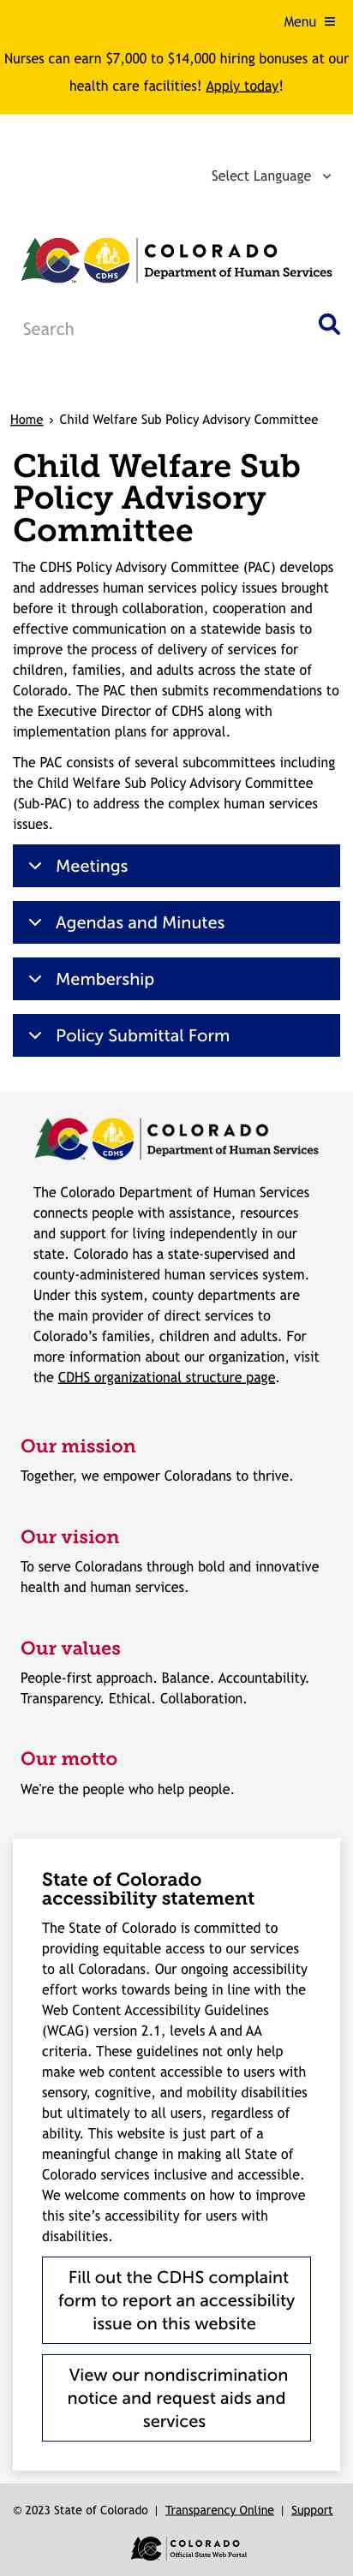 Menu
Nurses can earn $7,000 to $14,000 hiring bonuses at our
health care facilities! Apply today!
Select Language
CDHS
COLORADO
Department of Human Services
Search
Home › Child Welfare Sub Policy Advisory Committee
Child Welfare Sub
Policy Advisory
Committee
The CDHS Policy Advisory Committee (PAC) develops
and addresses human services policy issues brought
before it through collaboration, cooperation and
effective communication on a statewide basis to
improve the process of delivery of services for
children, families, and adults across the state of
Colorado. The PAC then submits recommendations to
the Executive Director of CDHS along with
implementation plans for approval.
The PAC consists of several subcommittees including
the Child Welfare Sub Policy Advisory Committee
(Sub-PAC) to address the complex human services
issues.
Meetings
Agendas and Minutes
Membership
Policy Submittal Form
CDHS
COLORADO
Department of Human Services
The Colorado Department of Human Services
connects people with assistance, resources
and support for living independently in our
state. Colorado has a state-supervised and
county-administered human services system.
Under this system, county departments are
the main provider of direct services to
Colorado’s families, children and adults. For
more information about our organization, visit
the CDHS organizational structure page.
Our mission
Together, we empower Coloradans to thrive.
Our vision
To serve Coloradans through bold and innovative
health and human services.
Our values
People-first approach. Balance. Accountability.
Transparency. Ethical. Collaboration.
Our motto
We're the people who help people.
State of Colorado
accessibility statement
The State of Colorado is committed to
providing equitable access to our services
to all Coloradans. Our ongoing accessibility
effort works towards being in line with the
Web Content Accessibility Guidelines
(WCAG) version 2.1, levels A and AA
criteria. These guidelines not only help
make web content accessible to users with
sensory, cognitive, and mobility disabilities
but ultimately to all users, regardless of
ability. This website is just part of a
meaningful change in making all State of
Colorado services inclusive and accessible.
We welcome comments on how to improve
this site’s accessibility for users with
disabilities.
Fill out the CDHS complaint
form to report an accessibility
issue on this website
View our nondiscrimination
notice and request aids and
services
© 2023 State of Colorado | Transparency Online | Support
COLORADO
Official State Web Portal